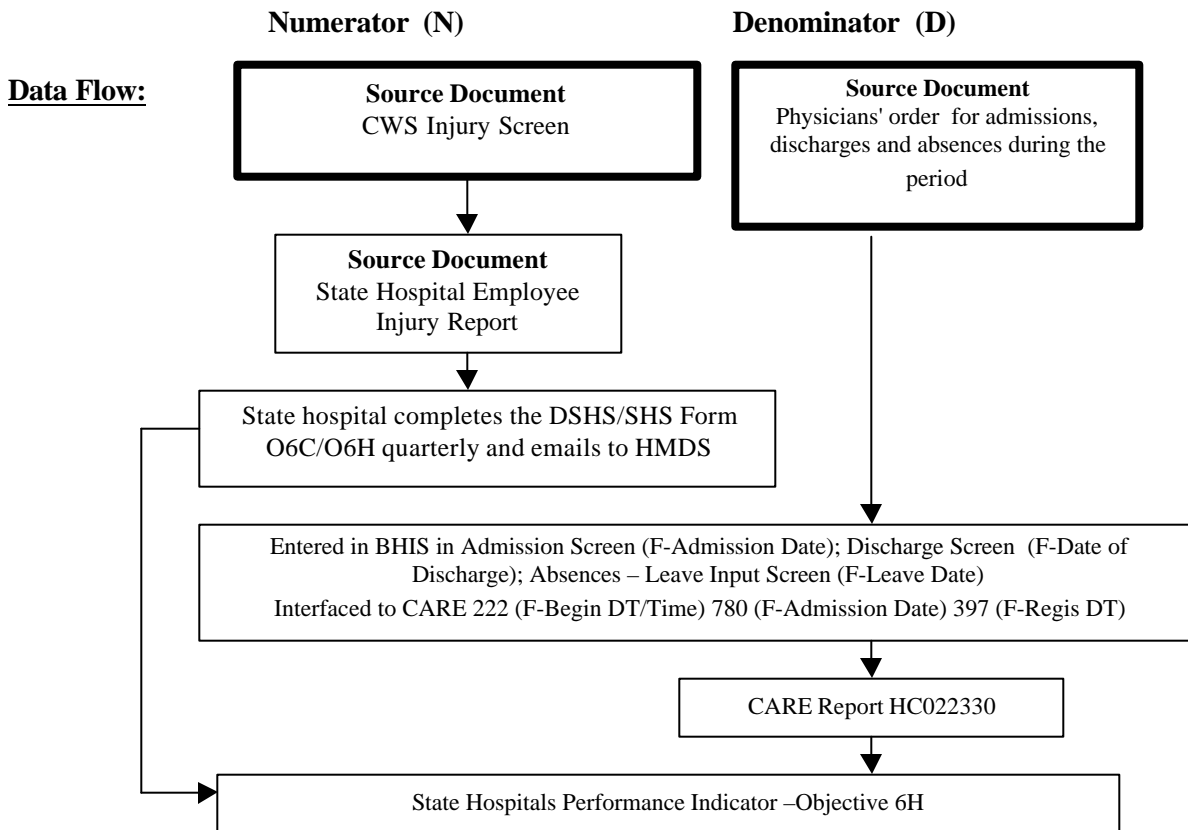 Numerator (N)
Denominator (D)
Data Flow:
Source Document
CWS Injury Screen
Source Document
Physicians' order for admissions,
discharges and absences during the
period
Source Document
State Hospital Employee
Injury Report
State hospital completes the DSHS/SHS Form
O6C/O6H quarterly and emails to HMDS
Entered in BHIS in Admission Screen (F-Admission Date); Discharge Screen (F-Date of
Discharge); Absences – Leave Input Screen (F-Leave Date)
Interfaced to CARE 222 (F-Begin DT/Time) 780 (F-Admission Date) 397 (F-Regis DT)
CARE Report HC022330
State Hospitals Performance Indicator –Objective 6H